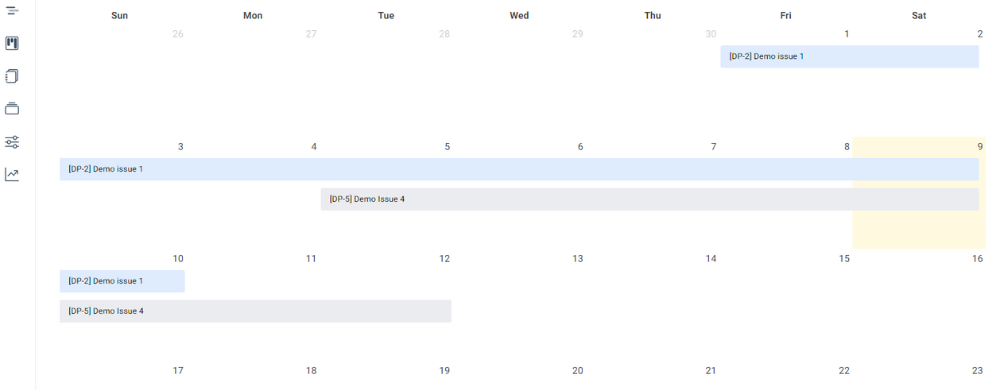 Sun Mon Tue Wed Thu Fri Sat
26 27 28 29 30 1 2
[DP-2] Demo issue 1
3 4 5 6 7 8 9
[DP-2] Demo issue 1
[DP-5] Demo Issue 4
10 11 12 13 14 15 16
[DP-2] Demo issue 1
[DP-5] Demo Issue 4
17 18 19 20 21 22 23